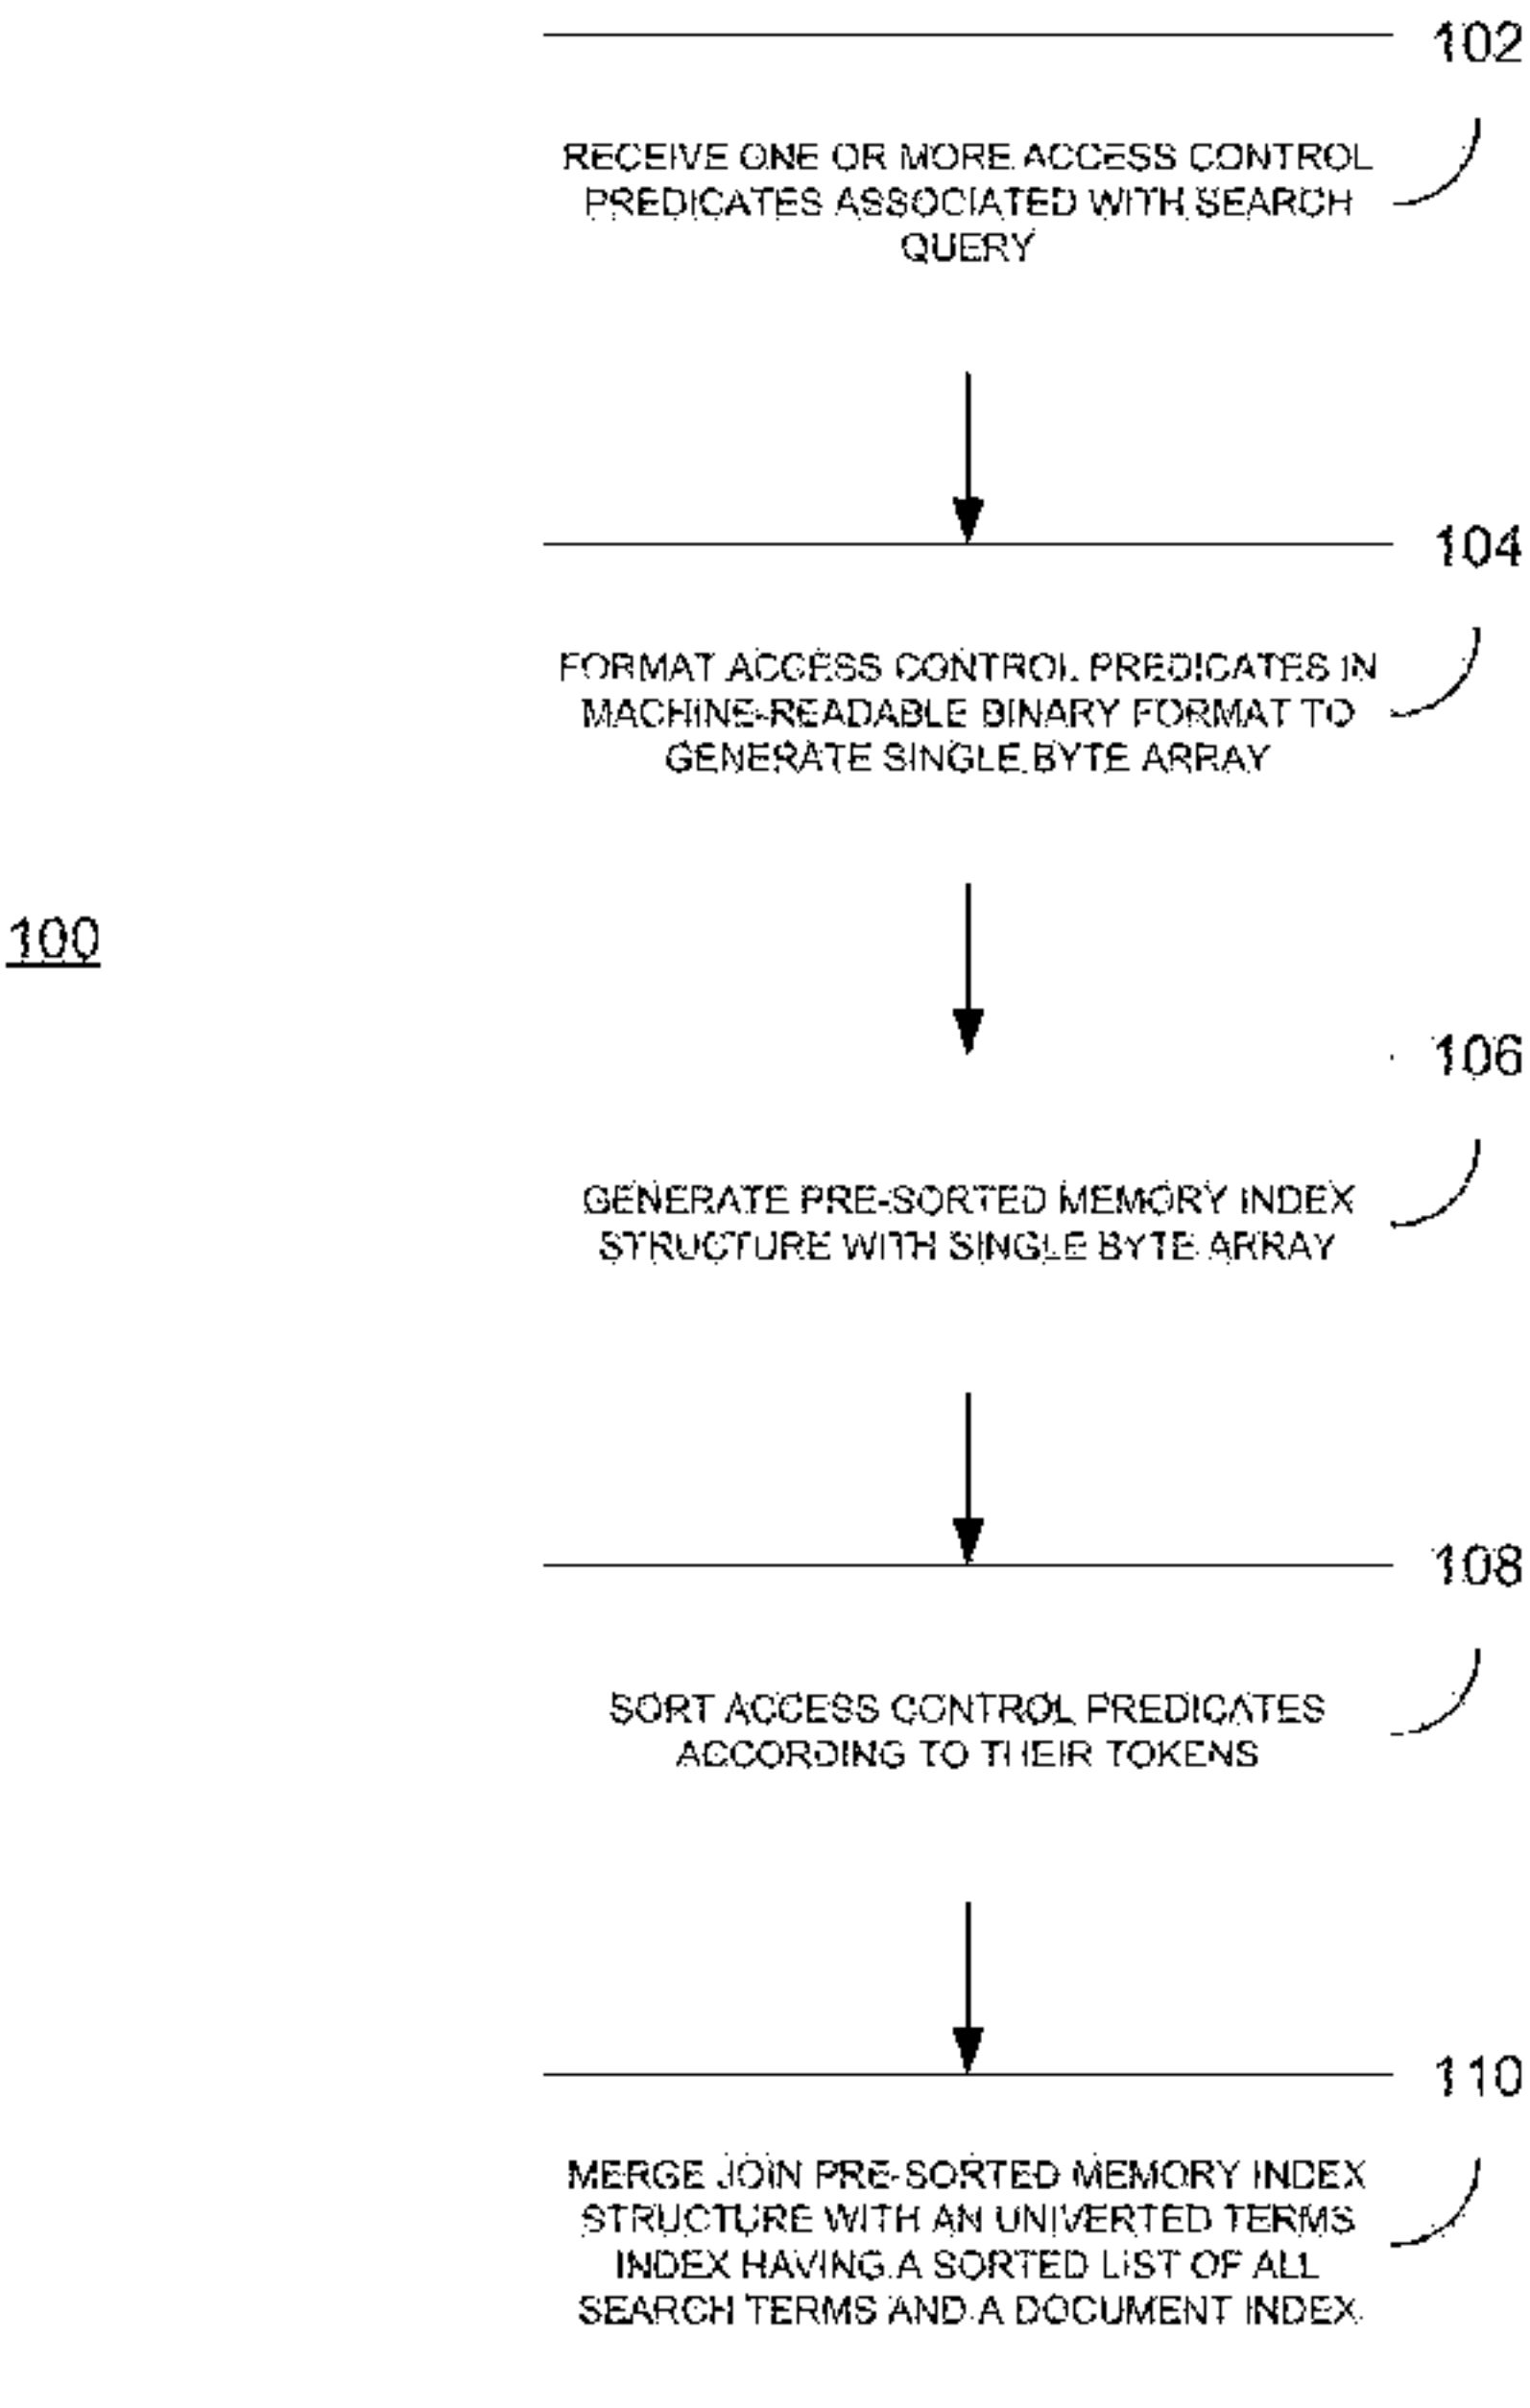 102
RECEIVE ONE OR MORE ACCESS CONTROL
PREDICATES ASSOCIATED WITH SEARCH
QUERY
104
FORMAT ACCESS CONTROL PREDICATES IN
MACHINE-READABLE BINARY FORMAT TO
GENERATE SINGLE BYTE ARRAY
100
106
GENERATE PRE-SORTED MEMORY INDEX
STRUCTURE WITH SINGLE BYTE ARRAY
108
SORT ACCESS CONTROL PREDICATES
ACCORDING TO THEIR TOKENS
110
MERGE JOIN PRE-SORTED MEMORY INDEX
STRUCTURE WITH AN UNIVERTED TERMS
INDEX HAVING A SORTED LIST OF ALL
SEARCH TERMS AND A DOCUMENT INDEX